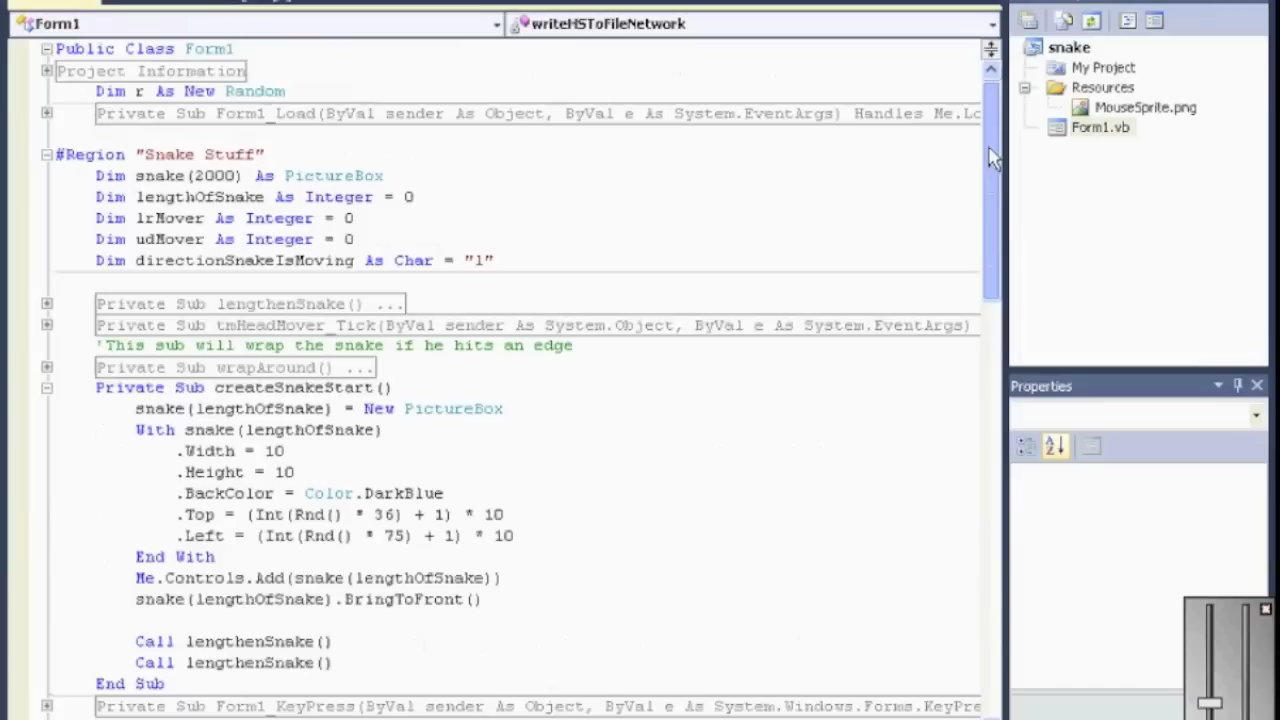 Form1
writeHSToFileNetwork
Public Class Form1
Project Information
Dim r As New Random
Private Sub Form1_Load(ByVal sender As Object, ByVal e As System.EventArgs) Handles Me.Lo
#Region "Snake Stuff"
Dim snake(2000) As PictureBox
Dim lengthOfSnake As Integer = 0
Dim lrMover As Integer = 0
Dim udMover As Integer = 0
Dim directionSnakeIsMoving As Char = "l"
Private Sub lengthenSnake() ...
Private Sub tmHeadMover_Tick(ByVal sender As System.Object, ByVal e As System.EventArgs)
'This sub will wrap the snake if he hits an edge
Private Sub wrapAround() ...
Private Sub createSnakeStart()
snake(lengthOfSnake) = New PictureBox
With snake(lengthOfSnake)
.Width = 10
.Height = 10
.BackColor = Color.DarkBlue
.Top = (Int(Rnd() * 36) + 1) * 10
.Left = (Int(Rnd() * 75) + 1) * 10
End With
Me.Controls.Add(snake(lengthOfSnake))
snake(lengthOfSnake).BringToFront()
Call lengthenSnake()
Call lengthenSnake()
End Sub
Private Sub Form1_KeyPress(ByVal sender As Object, ByVal e As System.Windows.Forms.KeyPre
snake
My Project
Resources
MouseSprite.png
Form1.vb
Properties